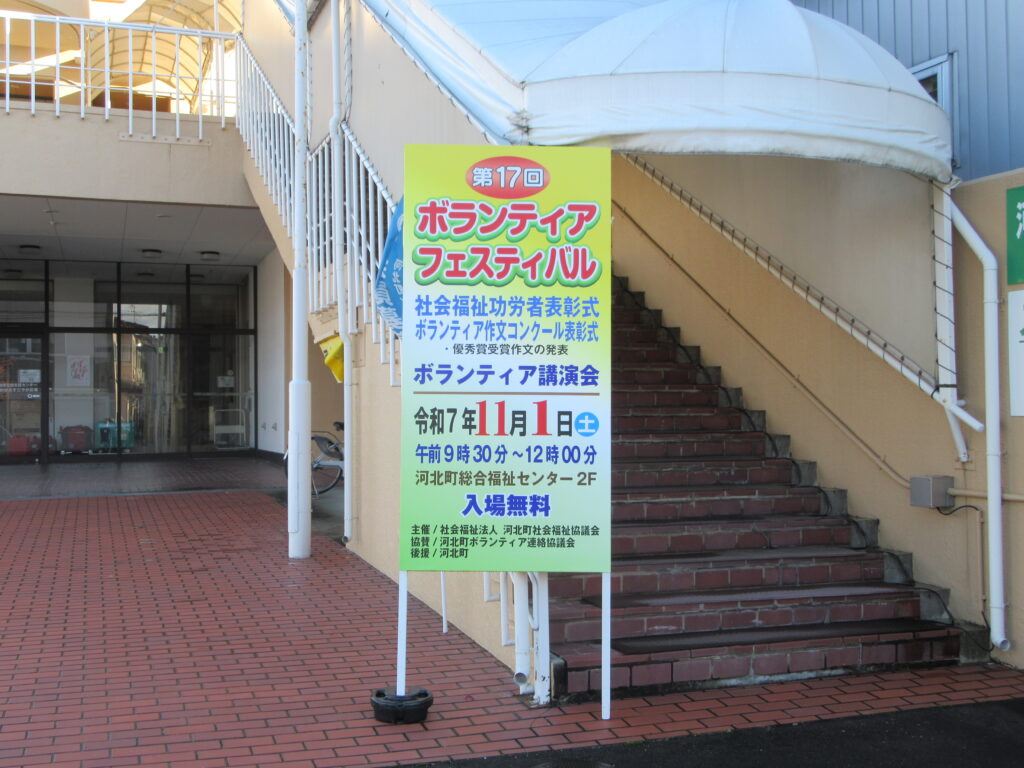 第17回
ボランティア
フェスティバル
社会福祉功労者表彰式
ボランティア作文コンクール表彰式
・優秀賞受賞作文の発表
ボランティア講演会
令和7年11月1日土
午前9時30分～12時00分
河北町総合福祉センター2F
入場無料
主催/社会福祉法人 河北町社会福祉協議会
協賛/河北町ボランティア連絡協議会
後援/河北町